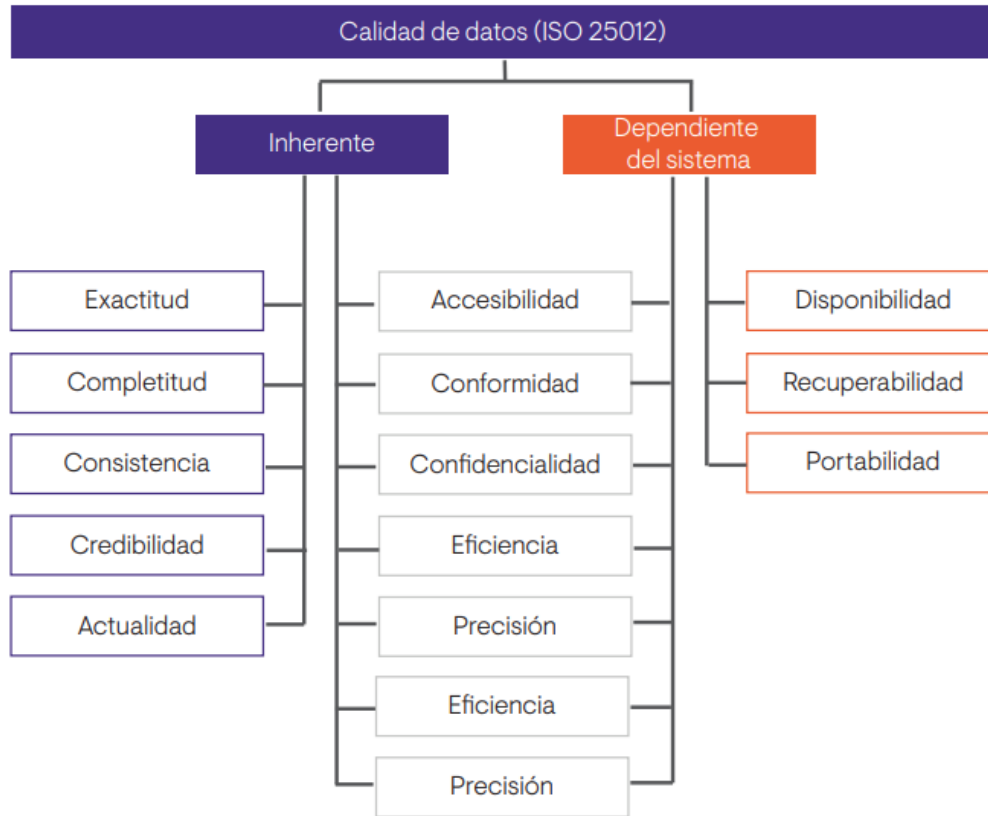 Calidad de datos (ISO 25012)
Inherente
Dependiente
del sistema
Exactitud
Accesibilidad
Disponibilidad
Completitud
Conformidad
Recuperabilidad
Consistencia
Confidencialidad
Portabilidad
Credibilidad
Eficiencia
Actualidad
Precisión
Eficiencia
Precisión